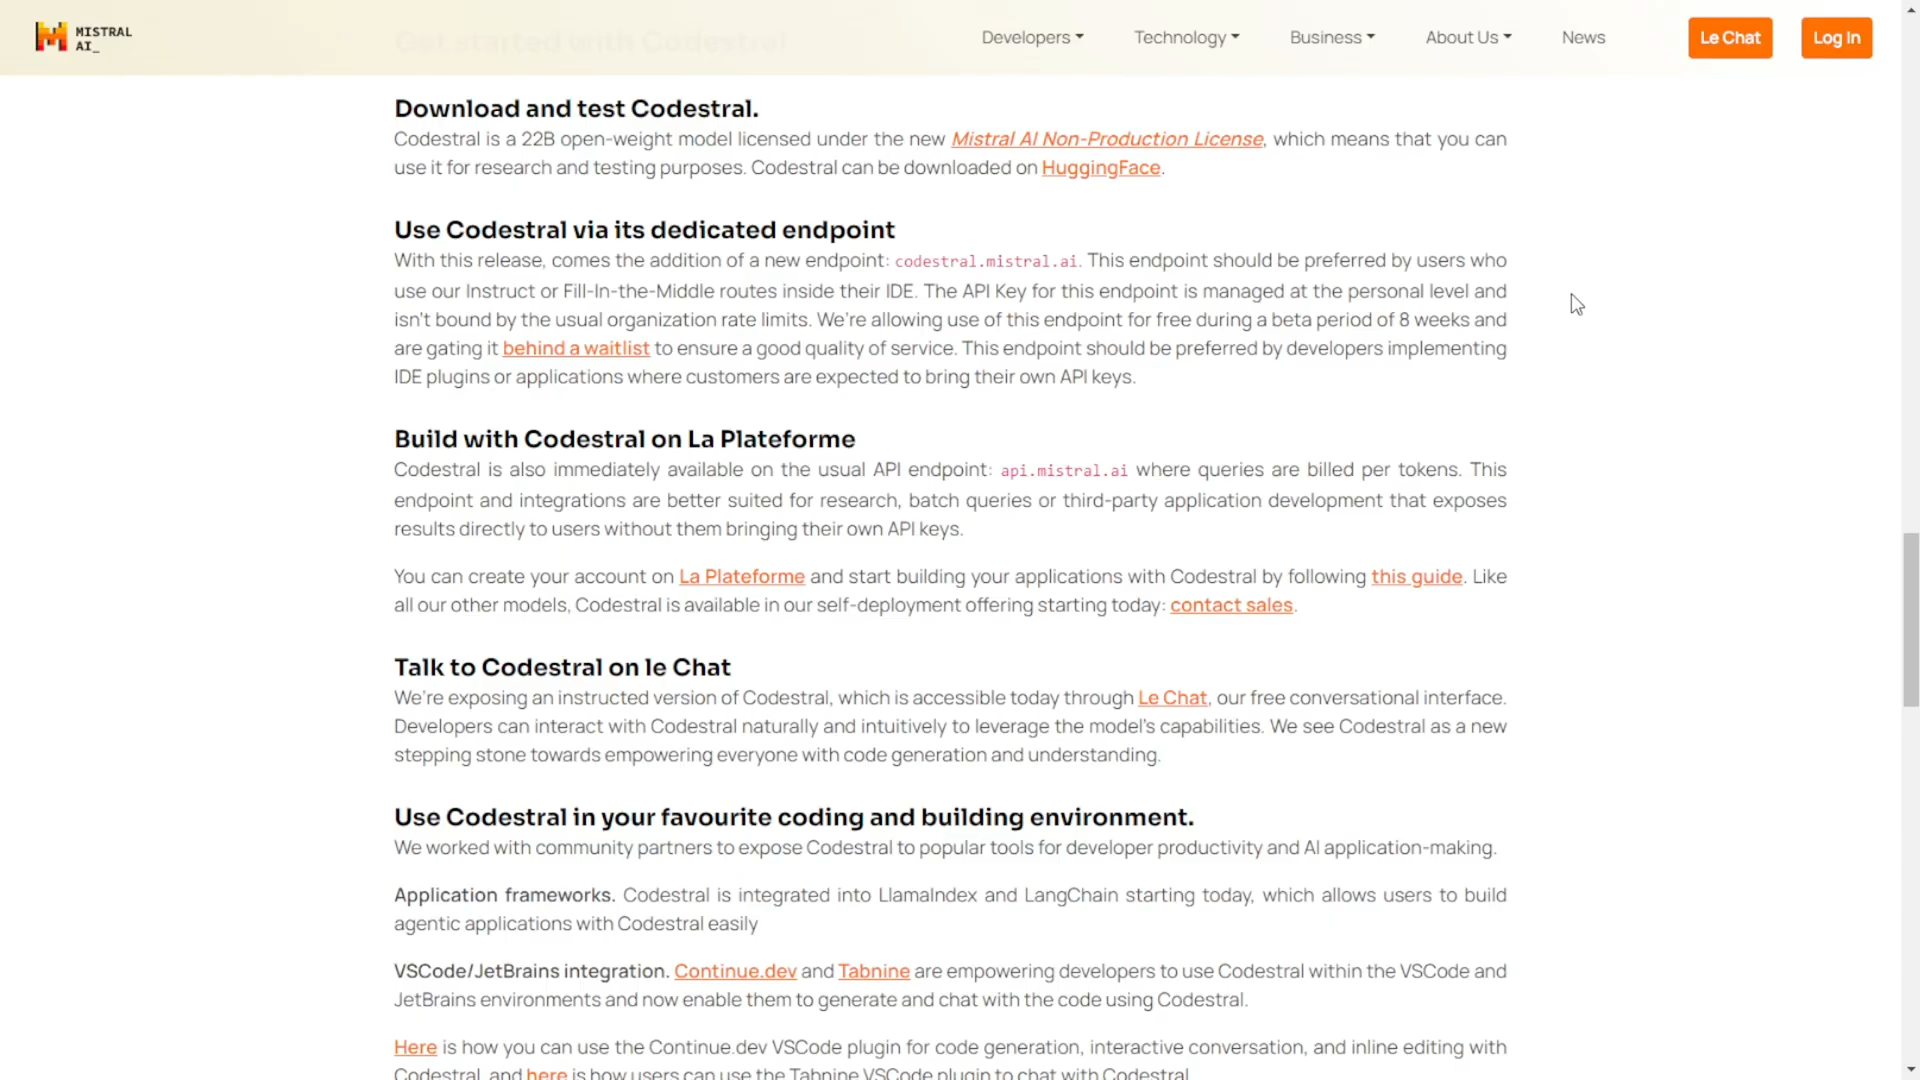 MISTRAL
AI_
Get started with Codestral
Developers
Technology
Business
About Us
News
Le Chat
Log In
Download and test Codestral.
Codestral is a 22B open-weight model licensed under the new Mistral AI Non-Production License, which means that you can
use it for research and testing purposes. Codestral can be downloaded on HuggingFace.
Use Codestral via its dedicated endpoint
With this release, comes the addition of a new endpoint: codestral.mistral.ai. This endpoint should be preferred by users who
use our Instruct or Fill-In-the-Middle routes inside their IDE. The API Key for this endpoint is managed at the personal level and
isn't bound by the usual organization rate limits. We're allowing use of this endpoint for free during a beta period of 8 weeks and
are gating it behind a waitlist to ensure a good quality of service. This endpoint should be preferred by developers implementing
IDE plugins or applications where customers are expected to bring their own API keys.
Build with Codestral on La Plateforme
Codestral is also immediately available on the usual API endpoint: api.mistral.ai where queries are billed per tokens. This
endpoint and integrations are better suited for research, batch queries or third-party application development that exposes
results directly to users without them bringing their own API keys.
You can create your account on La Plateforme and start building your applications with Codestral by following this guide. Like
all our other models, Codestral is available in our self-deployment offering starting today: contact sales.
Talk to Codestral on le Chat
We're exposing an instructed version of Codestral, which is accessible today through Le Chat, our free conversational interface.
Developers can interact with Codestral naturally and intuitively to leverage the model's capabilities. We see Codestral as a new
stepping stone towards empowering everyone with code generation and understanding.
Use Codestral in your favourite coding and building environment.
We worked with community partners to expose Codestral to popular tools for developer productivity and AI application-making.
Application frameworks. Codestral is integrated into LlamaIndex and LangChain starting today, which allows users to build
agentic applications with Codestral easily
VSCode/JetBrains integration. Continue.dev and Tabnine are empowering developers to use Codestral within the VSCode and
JetBrains environments and now enable them to generate and chat with the code using Codestral.
Here is how you can use the Continue.dev VSCode plugin for code generation, interactive conversation, and inline editing with
Codestral, and here is how users can use the Tabnine VSCode plugin to chat with Codestral.